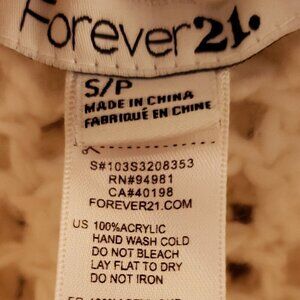 Forever21.
S/P
MADE IN CHINA
FABRIQUÉ EN CHINE
S#103S3208353
RN#94981
CA#40198
FOREVER21.COM
US 100%ACRYLIC
HAND WASH COLD
DO NOT BLEACH
LAY FLAT TO DRY
DO NOT IRON